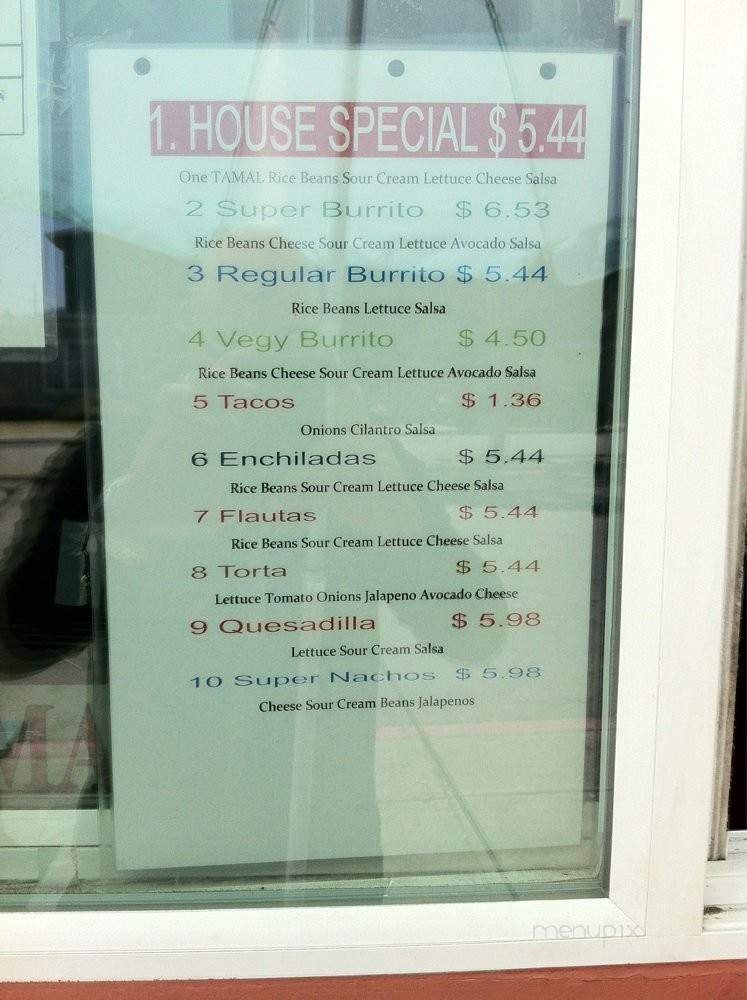 1. HOUSE SPECIAL $ 5.44
One TAMAL Rice Beans Sour Cream Lettuce Cheese Salsa
2 Super Burrito $ 6.53
Rice Beans Cheese Sour Cream Lettuce Avocado Salsa
3 Regular Burrito $ 5.44
Rice Beans Lettuce Salsa
4 Vegy Burrito $ 4.50
Rice Beans Cheese Sour Cream Lettuce Avocado Salsa
5 Tacos $ 1.36
Onions Cilantro Salsa
6 Enchiladas $ 5.44
Rice Beans Sour Cream Lettuce Cheese Salsa
7 Flautas $ 5.44
Rice Beans Sour Cream Lettuce Cheese Salsa
8 Torta $ 5.44
Lettuce Tomato Onions Jalapeno Avocado Cheese
9 Quesadilla $ 5.98
Lettuce Sour Cream Salsa
10 Super Nachos $ 5.98
Cheese Sour Cream Beans Jalapenos
menupix